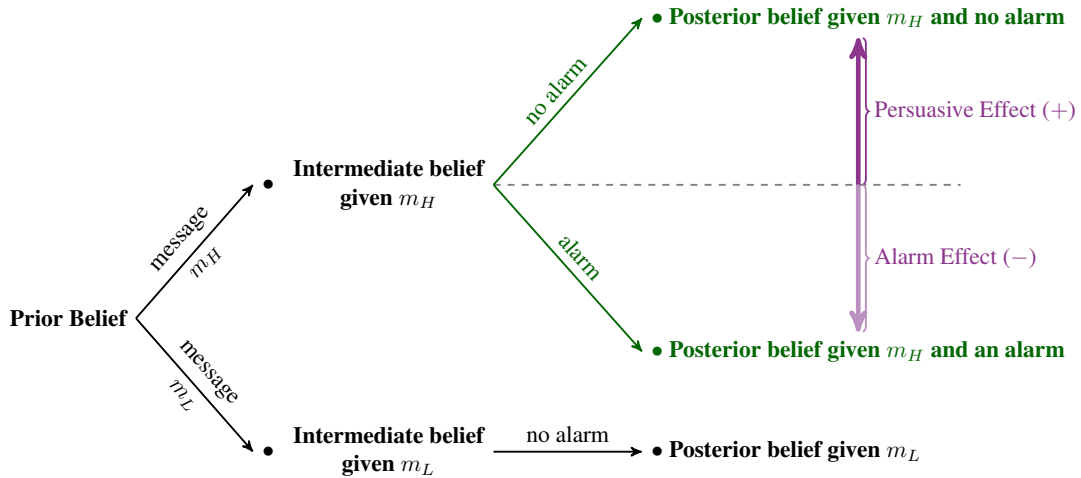 Posterior belief given m_H and no alarm
no alarm
Persuasive Effect (+)
Intermediate belief
given m_H
message
m_H
alarm
Alarm Effect (−)
Prior Belief
Posterior belief given m_H and an alarm
message
m_L
Intermediate belief
given m_L
no alarm
Posterior belief given m_L